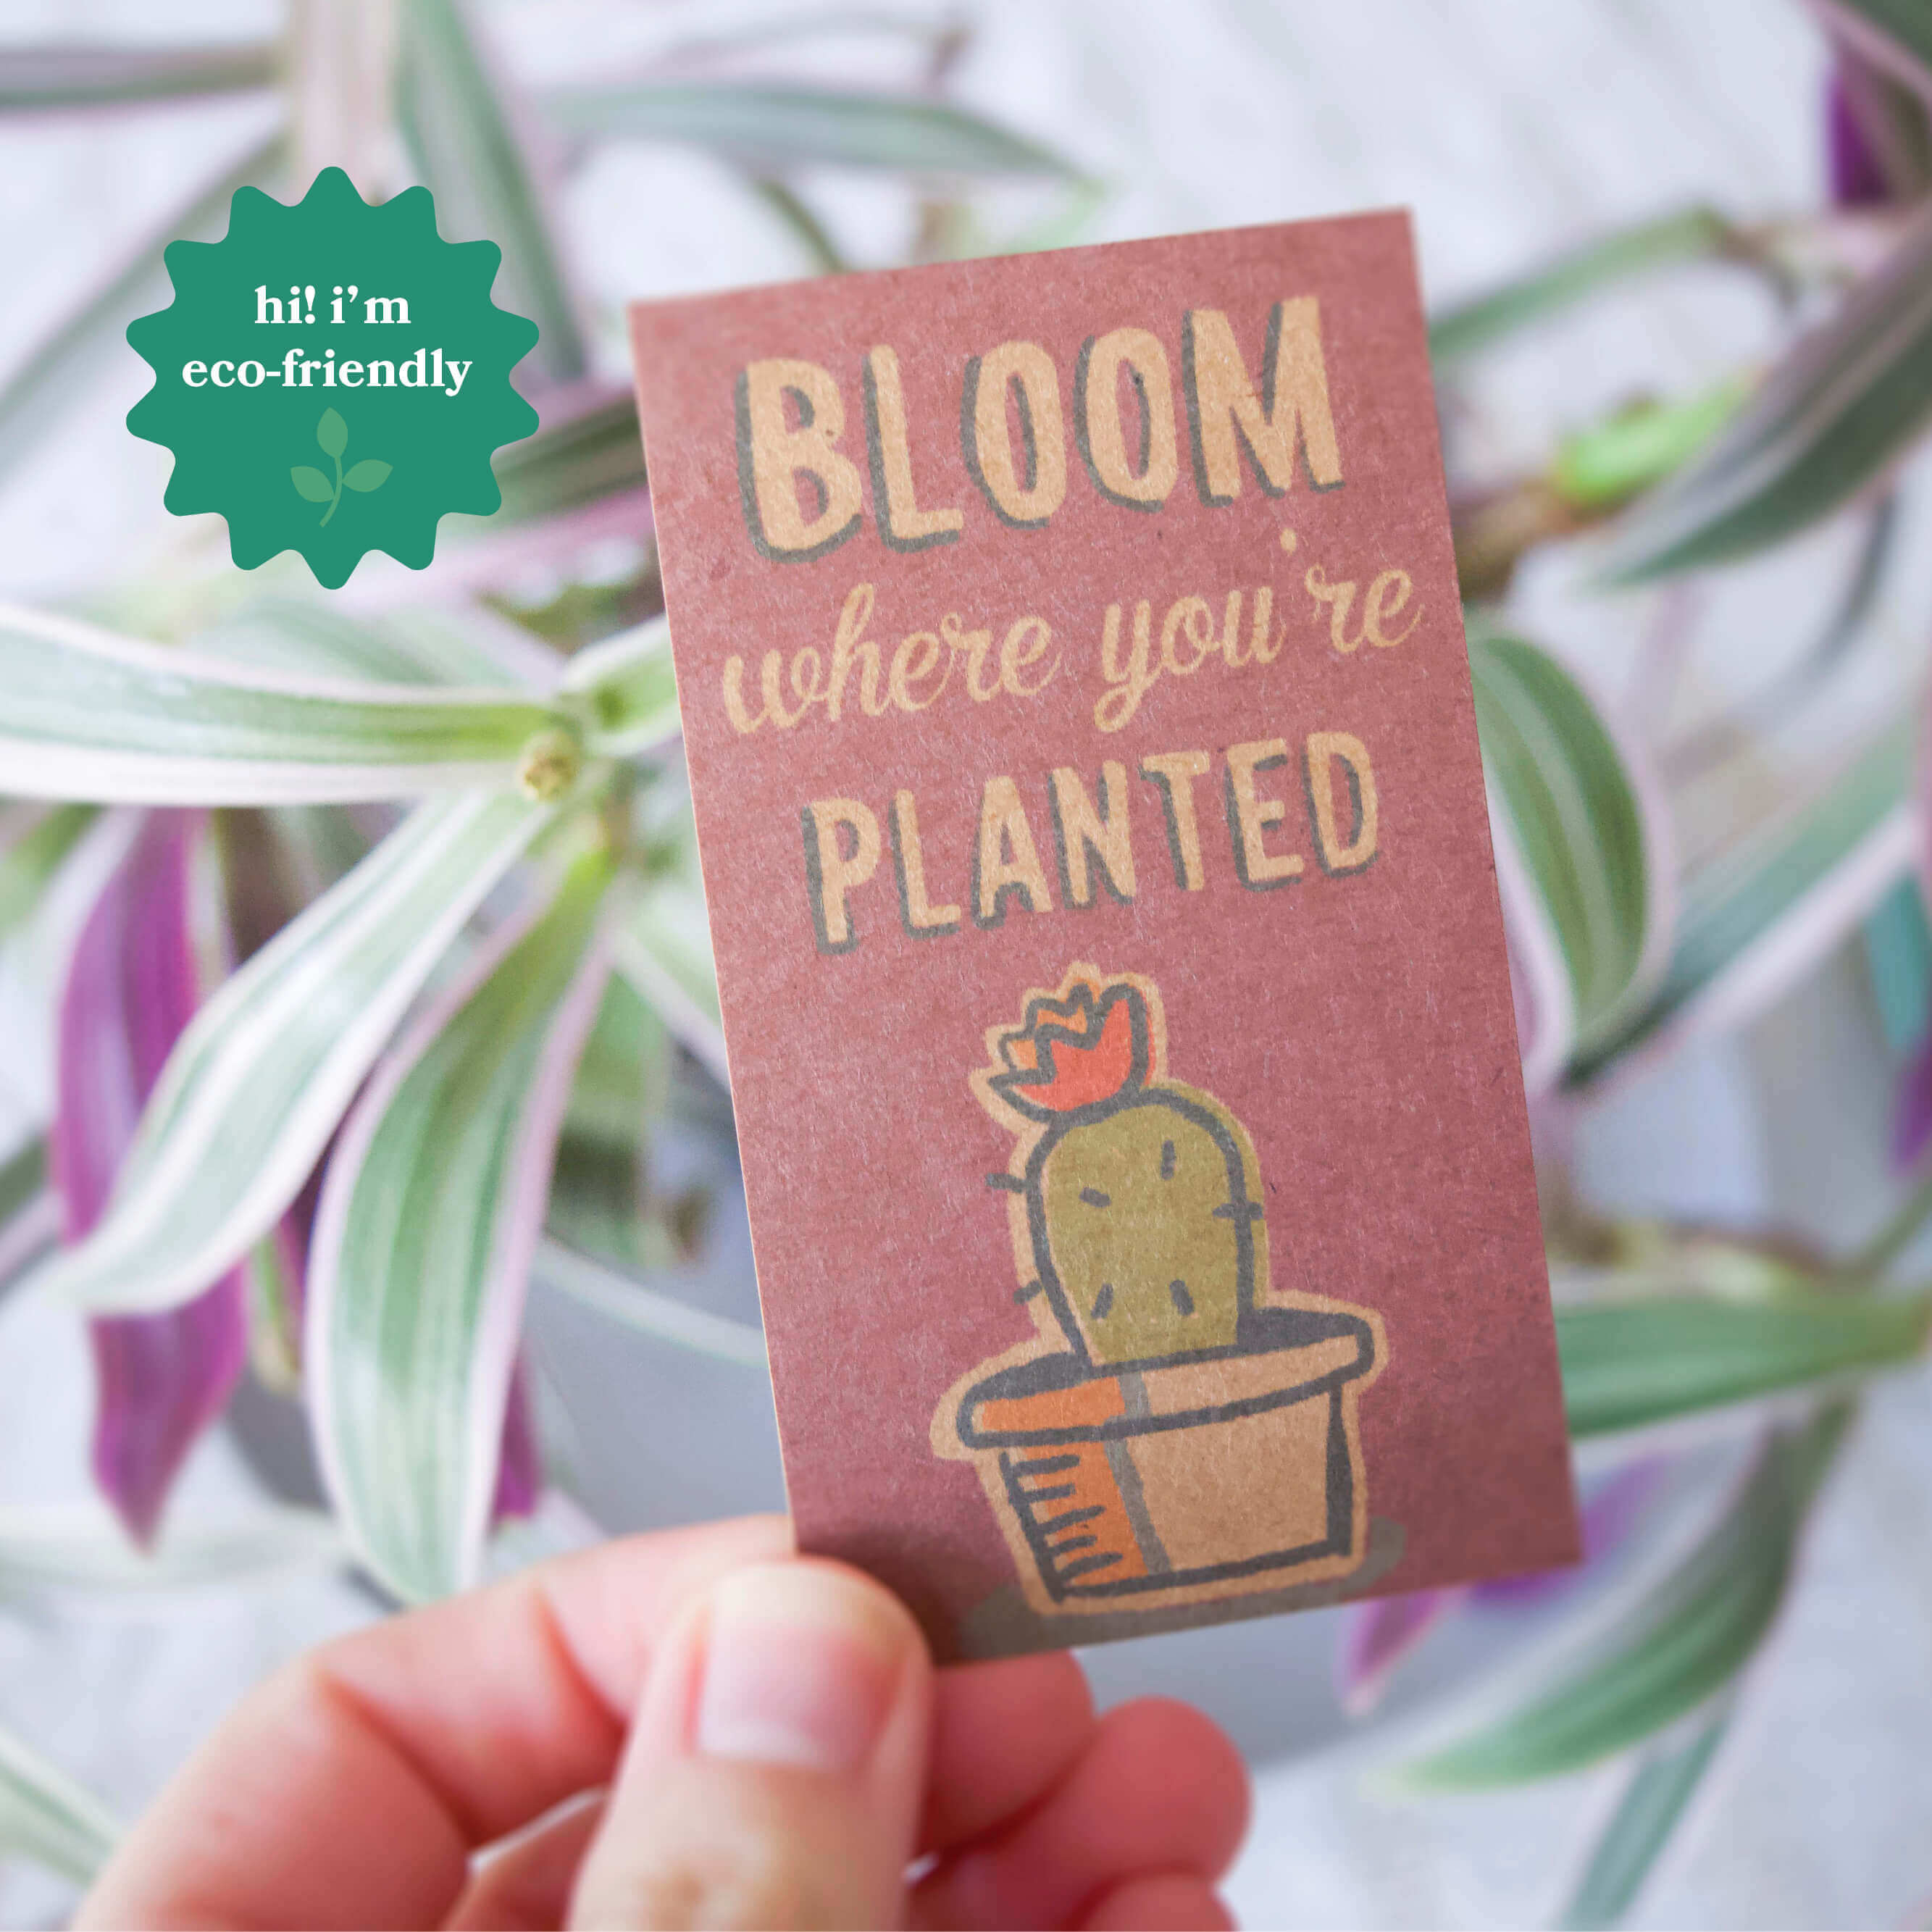 hi! i’m
eco-friendly
BLOOM
where you're
PLANTED